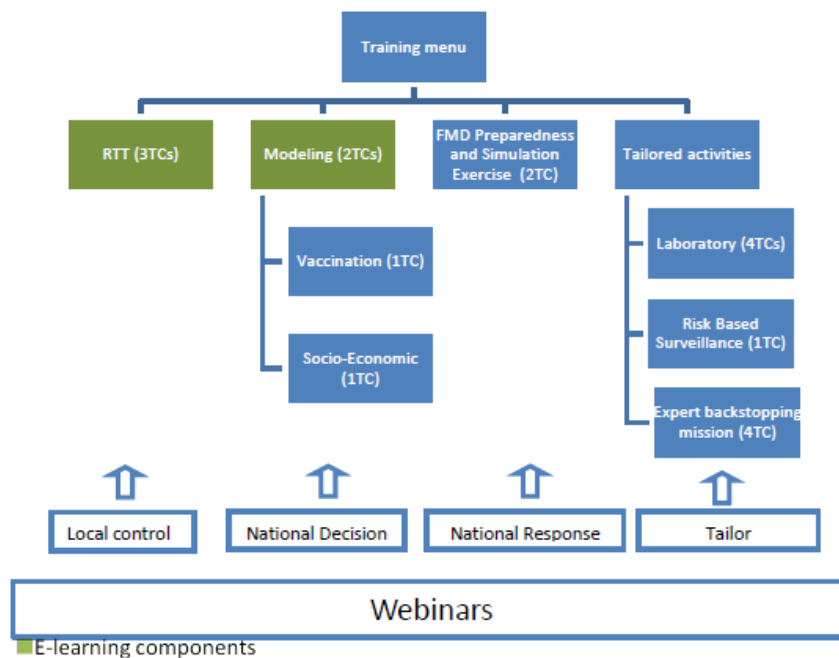 Training menu
RTT (3TCs)
Modeling (2TCs)
FMD Preparedness
and Simulation
Exercise (2TC)
Tailored activities
Vaccination (1TC)
Socio-Economic
(1TC)
Laboratory (4TCs)
Risk Based
Surveillance (1TC)
Expert backstopping
mission (4TC)
Local control
National Decision
National Response
Tailor
Webinars
E-learning components